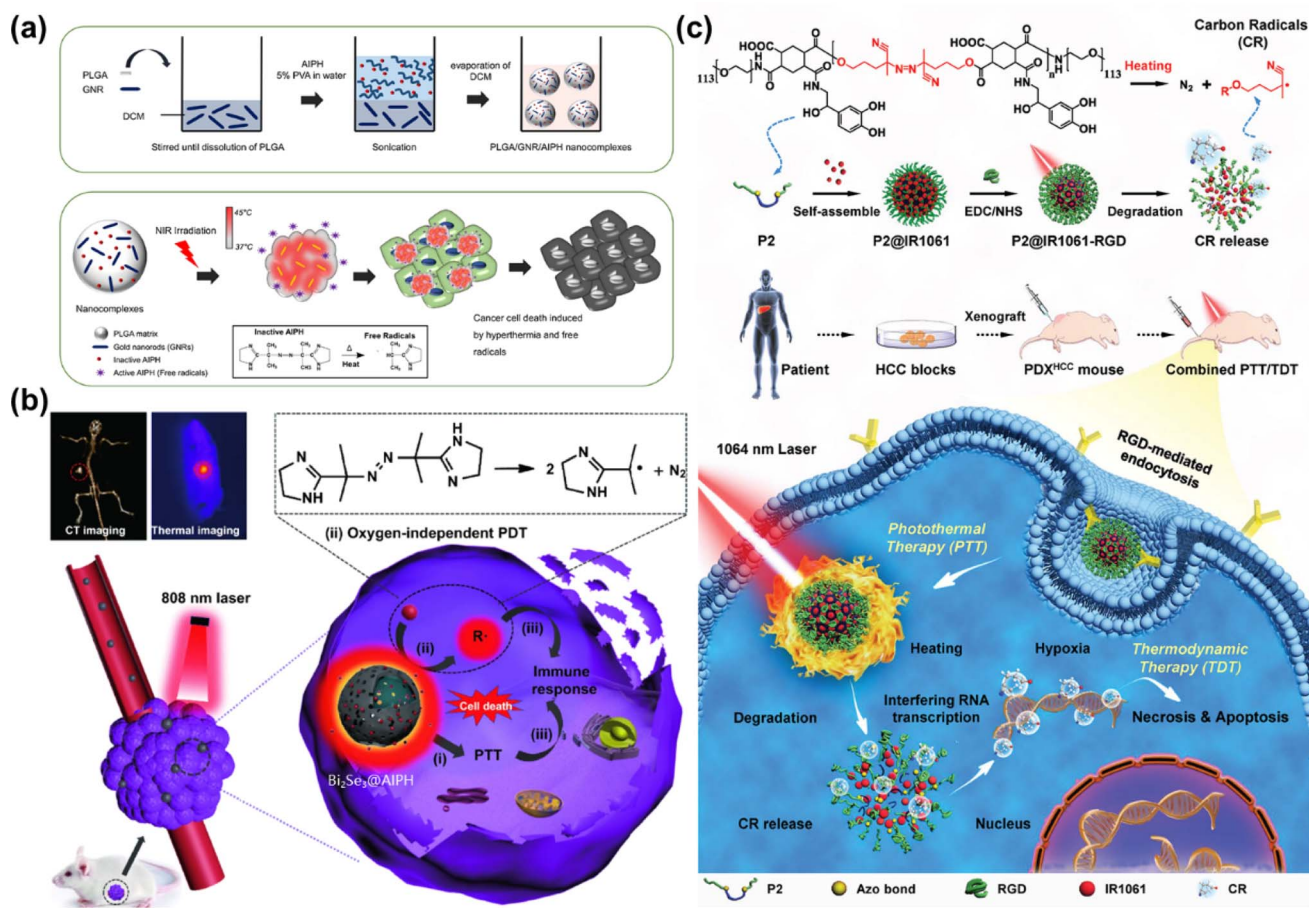 (a)
PLGA
GNR
DCM
Stirred until dissolution of PLGA
AIPH
5% PVA in water
Sonication
evaporation of
DCM
PLGA/GNR/AIPH nanocomplexes
NIR Irradiation
45°C
37°C
Nanocomplexes
PLGA matrix
Gold nanorods (GNRs)
Inactive AIPH
Active AIPH (Free radicals)
Inactive AIPH
Free Radicals
Δ
Heat
Cancer cell death induced
by hyperthermia and free
radicals
(b)
CT imaging
Thermal imaging
2
+ N₂
(ii) Oxygen-independent PDT
808 nm laser
R·
(ii)
(iii)
Immune
response
Cell death
(iii)
(i)
PTT
Bi₂Se₃@AIPH
(c)
Carbon Radicals
(CR)
Heating
N₂ +
P2
Self-assemble
P2@IR1061
EDC/NHS
P2@IR1061-RGD
Degradation
CR release
Patient
HCC blocks
Xenograft
PDXᴴᶜᶜ mouse
Combined PTT/TDT
1064 nm Laser
RGD-mediated
endocytosis
Photothermal
Therapy (PTT)
Heating
Hypoxia
Thermodynamic
Therapy (TDT)
Degradation
Interfering RNA
transcription
Necrosis & Apoptosis
CR release
Nucleus
P2
Azo bond
RGD
IR1061
CR